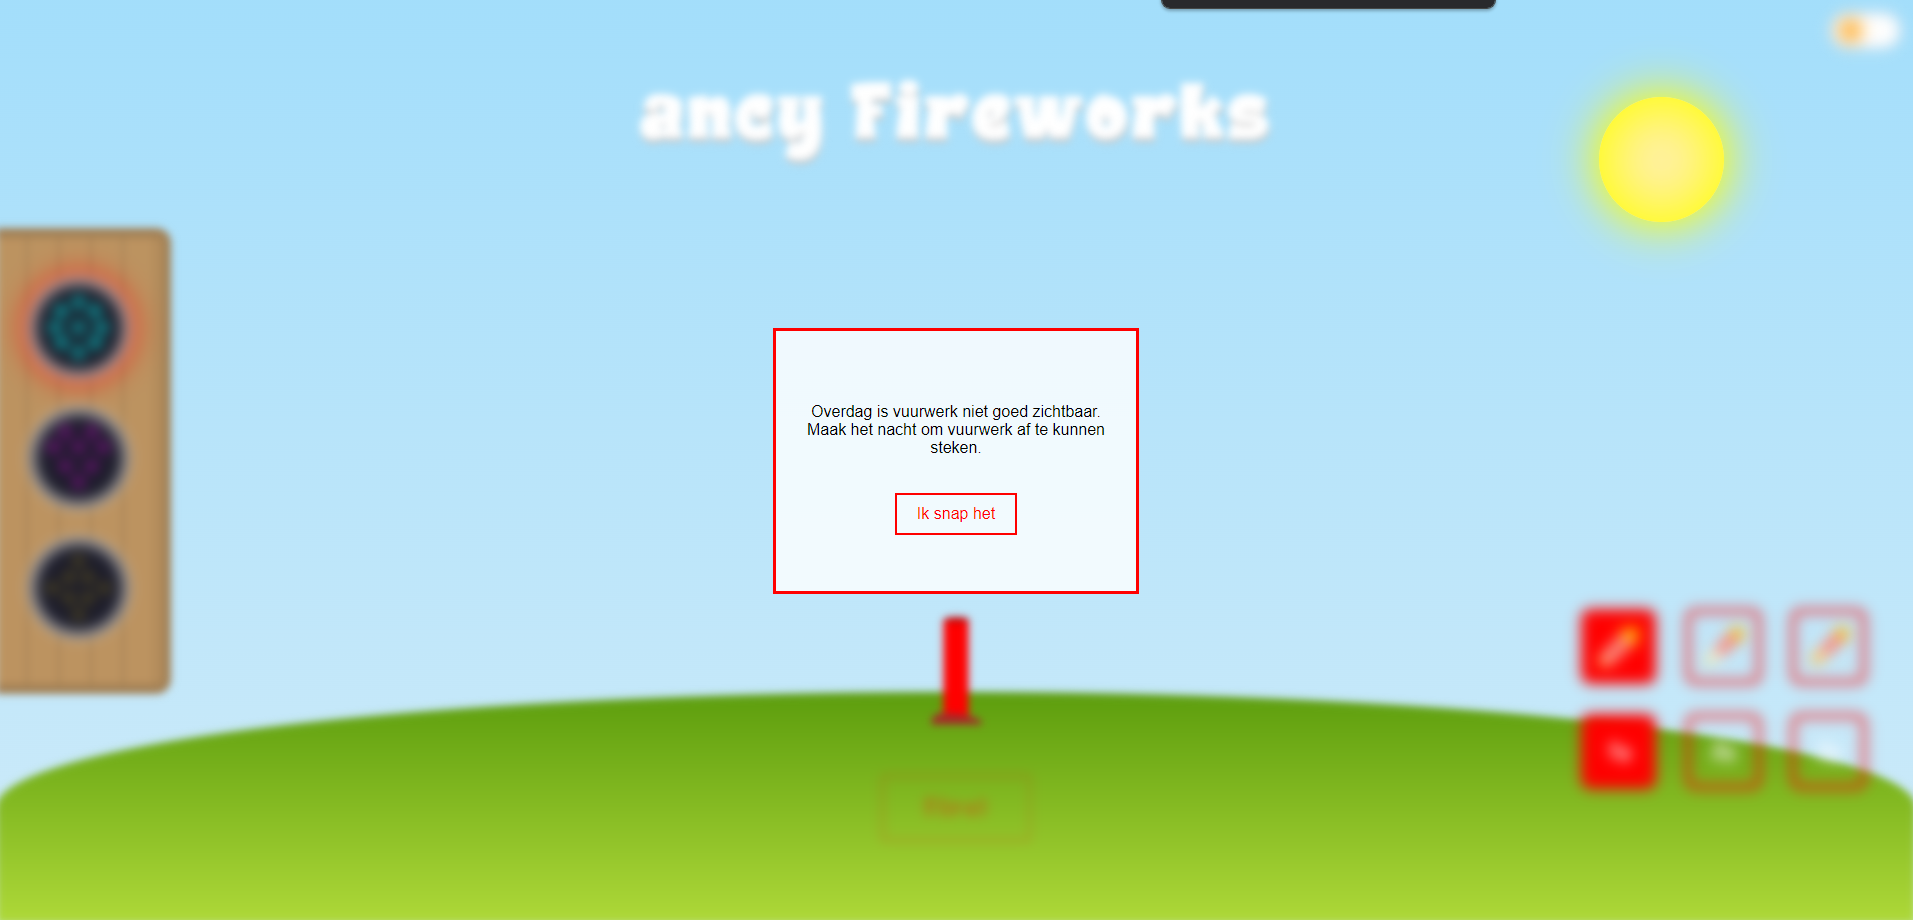 ancy Fireworks
Overdag is vuurwerk niet goed zichtbaar.
Maak het nacht om vuurwerk af te kunnen
steken.
Ik snap het